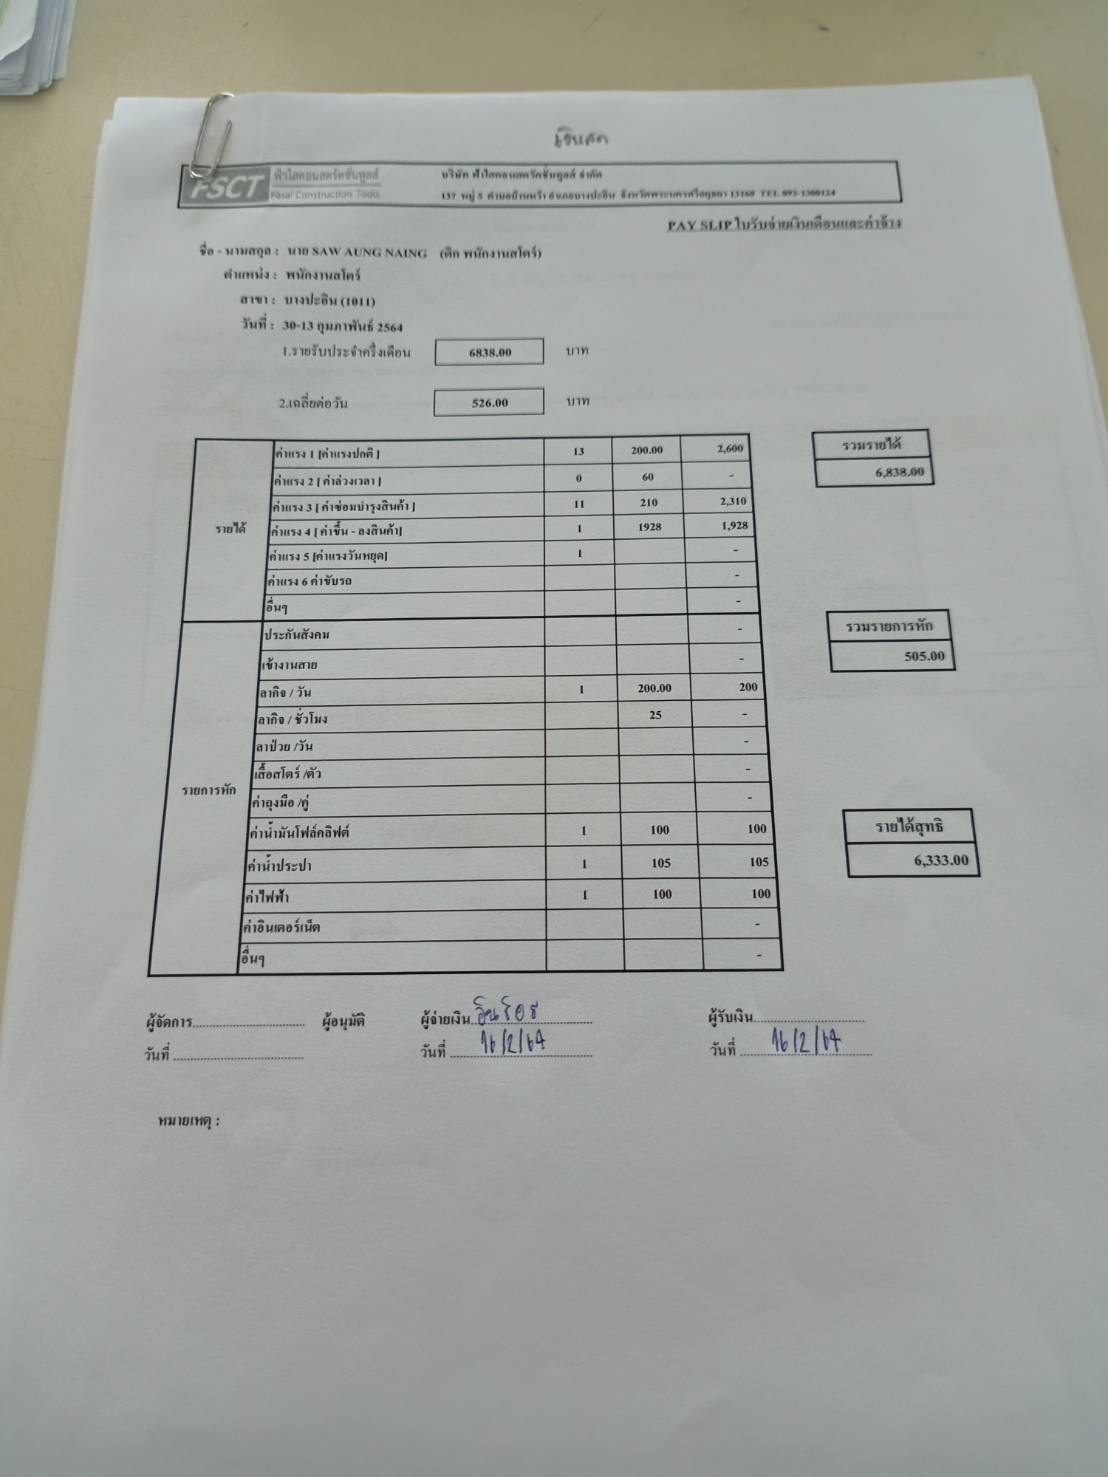 เงินสด
FSCT ฟ้าใสคอนสตรัคชั่นทูลส์
Fasai Construction Tools
บริษัท ฟ้าใสคอนสตรัคชั่นทูลส์ จำกัด
137 หมู่ 5 ตำบลบ้านหว้า อำเภอบางปะอิน จังหวัดพระนครศรีอยุธยา 13160 TEL 093-1300134
PAY SLIP ใบรับจ่ายเงินเดือนและค่าจ้าง
ชื่อ - นามสกุล : นาย SAW AUNG NAING (ติก พนักงานสโตร์)
ตำแหน่ง : พนักงานสโตร์
สาขา : บางปะอิน (1011)
วันที่ : 30-13 กุมภาพันธ์ 2564
1.รายรับประจำครึ่งเดือน 6838.00 บาท
2.เฉลี่ยต่อวัน 526.00 บาท
รายได้
ค่าแรง 1 [ค่าแรงปกติ ] 13 200.00 2,600
ค่าแรง 2 [ ค่าล่วงเวลา ] 0 60 -
ค่าแรง 3 [ ค่าซ่อมบำรุงสินค้า ] 11 210 2,310
ค่าแรง 4 [ ค่าขึ้น - ลงสินค้า] 1 1928 1,928
ค่าแรง 5 [ค่าแรงวันหยุด] 1 -
ค่าแรง 6 ค่าขับรถ -
อื่นๆ -
รวมรายได้
6,838.00
รายการหัก
ประกันสังคม -
เข้างานสาย -
ลากิจ / วัน 1 200.00 200
ลากิจ / ชั่วโมง 25 -
ลาป่วย /วัน -
เสื้อสโตร์ /ตัว -
ค่าถุงมือ /คู่ -
ค่าน้ำมันโฟล์คลิฟต์ 1 100 100
ค่าน้ำประปา 1 105 105
ค่าไฟฟ้า 1 100 100
ค่าอินเตอร์เน็ต -
อื่นๆ -
รวมรายการหัก
505.00
รายได้สุทธิ
6,333.00
ผู้จัดการ ผู้อนุมัติ ผู้จ่ายเงิน ผู้รับเงิน
วันที่ วันที่ 16/2/64 วันที่ 16/2/64
หมายเหตุ :